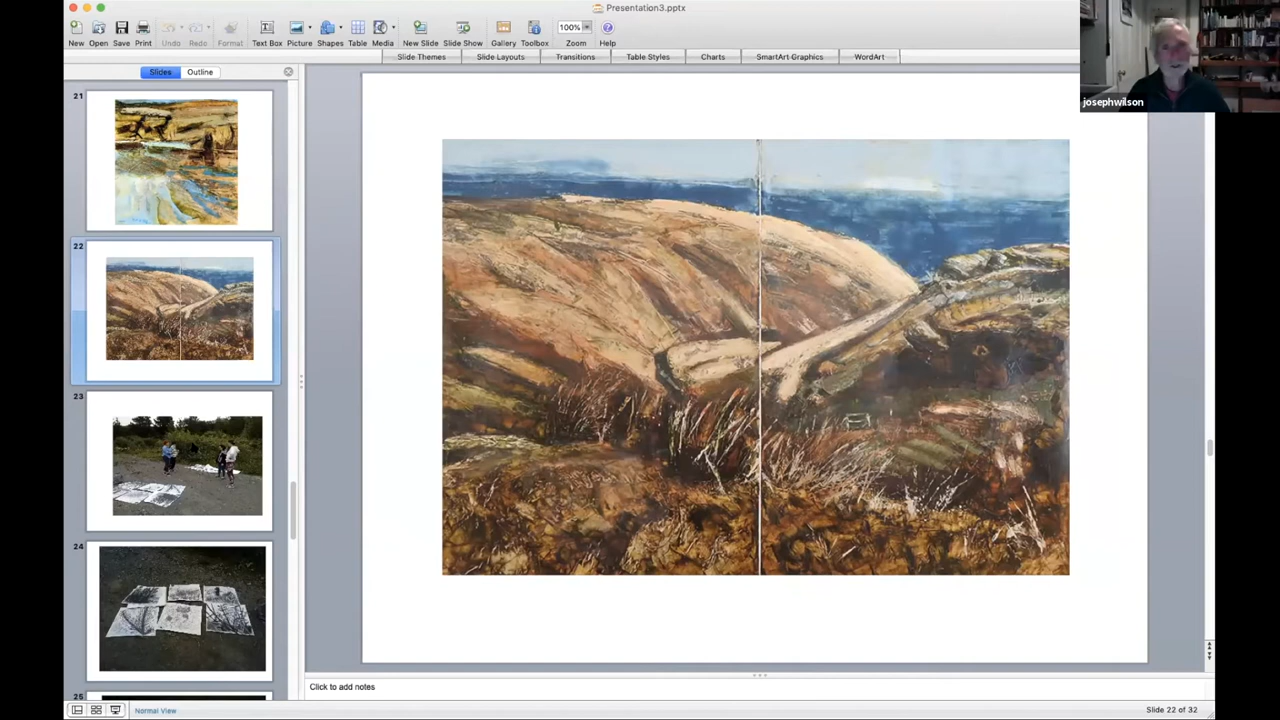 Presentation3.pptx
New Open Save Print Undo Redo Format Text Box Picture Shapes Table Media New Slide Slide Show Gallery Toolbox Zoom Help
100%
Slide Themes Slide Layouts Transitions Table Styles Charts SmartArt Graphics WordArt
josephwilson
Slides Outline
21
22
23
24
25
Click to add notes
Normal View
Slide 22 of 32